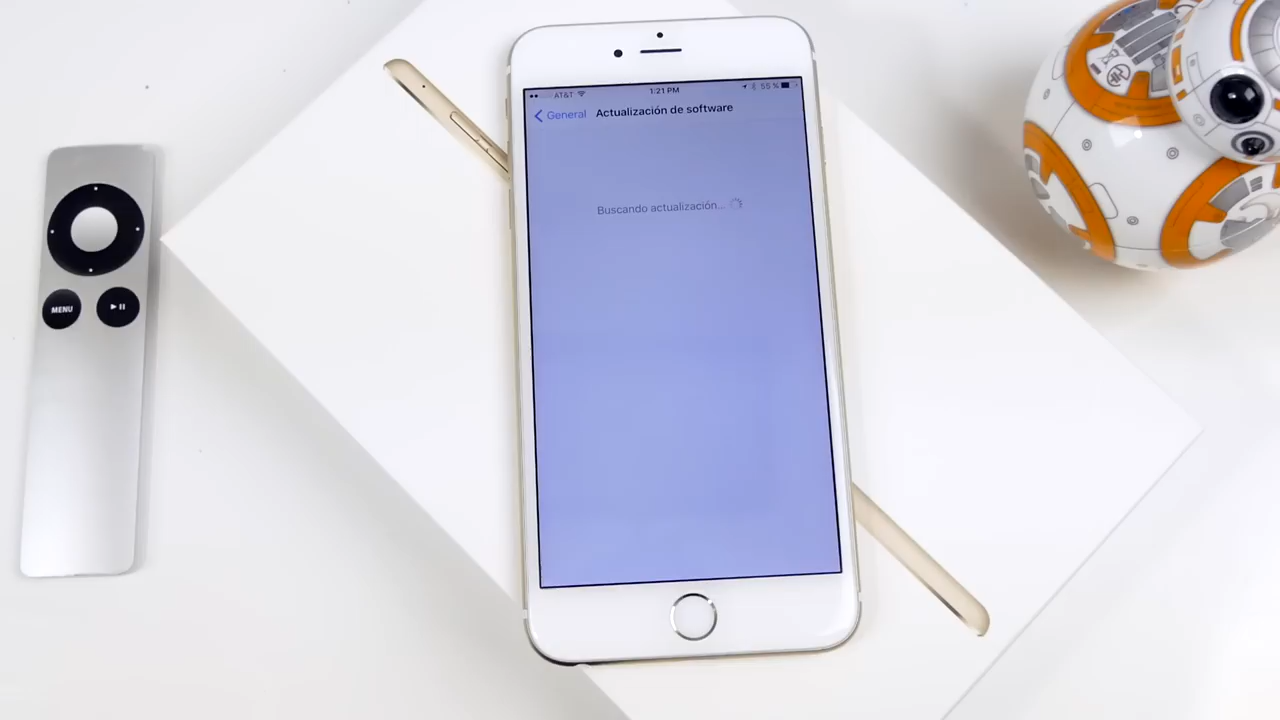 AT&T 1:21 PM 55 %
General Actualización de software
Buscando actualización...
MENU